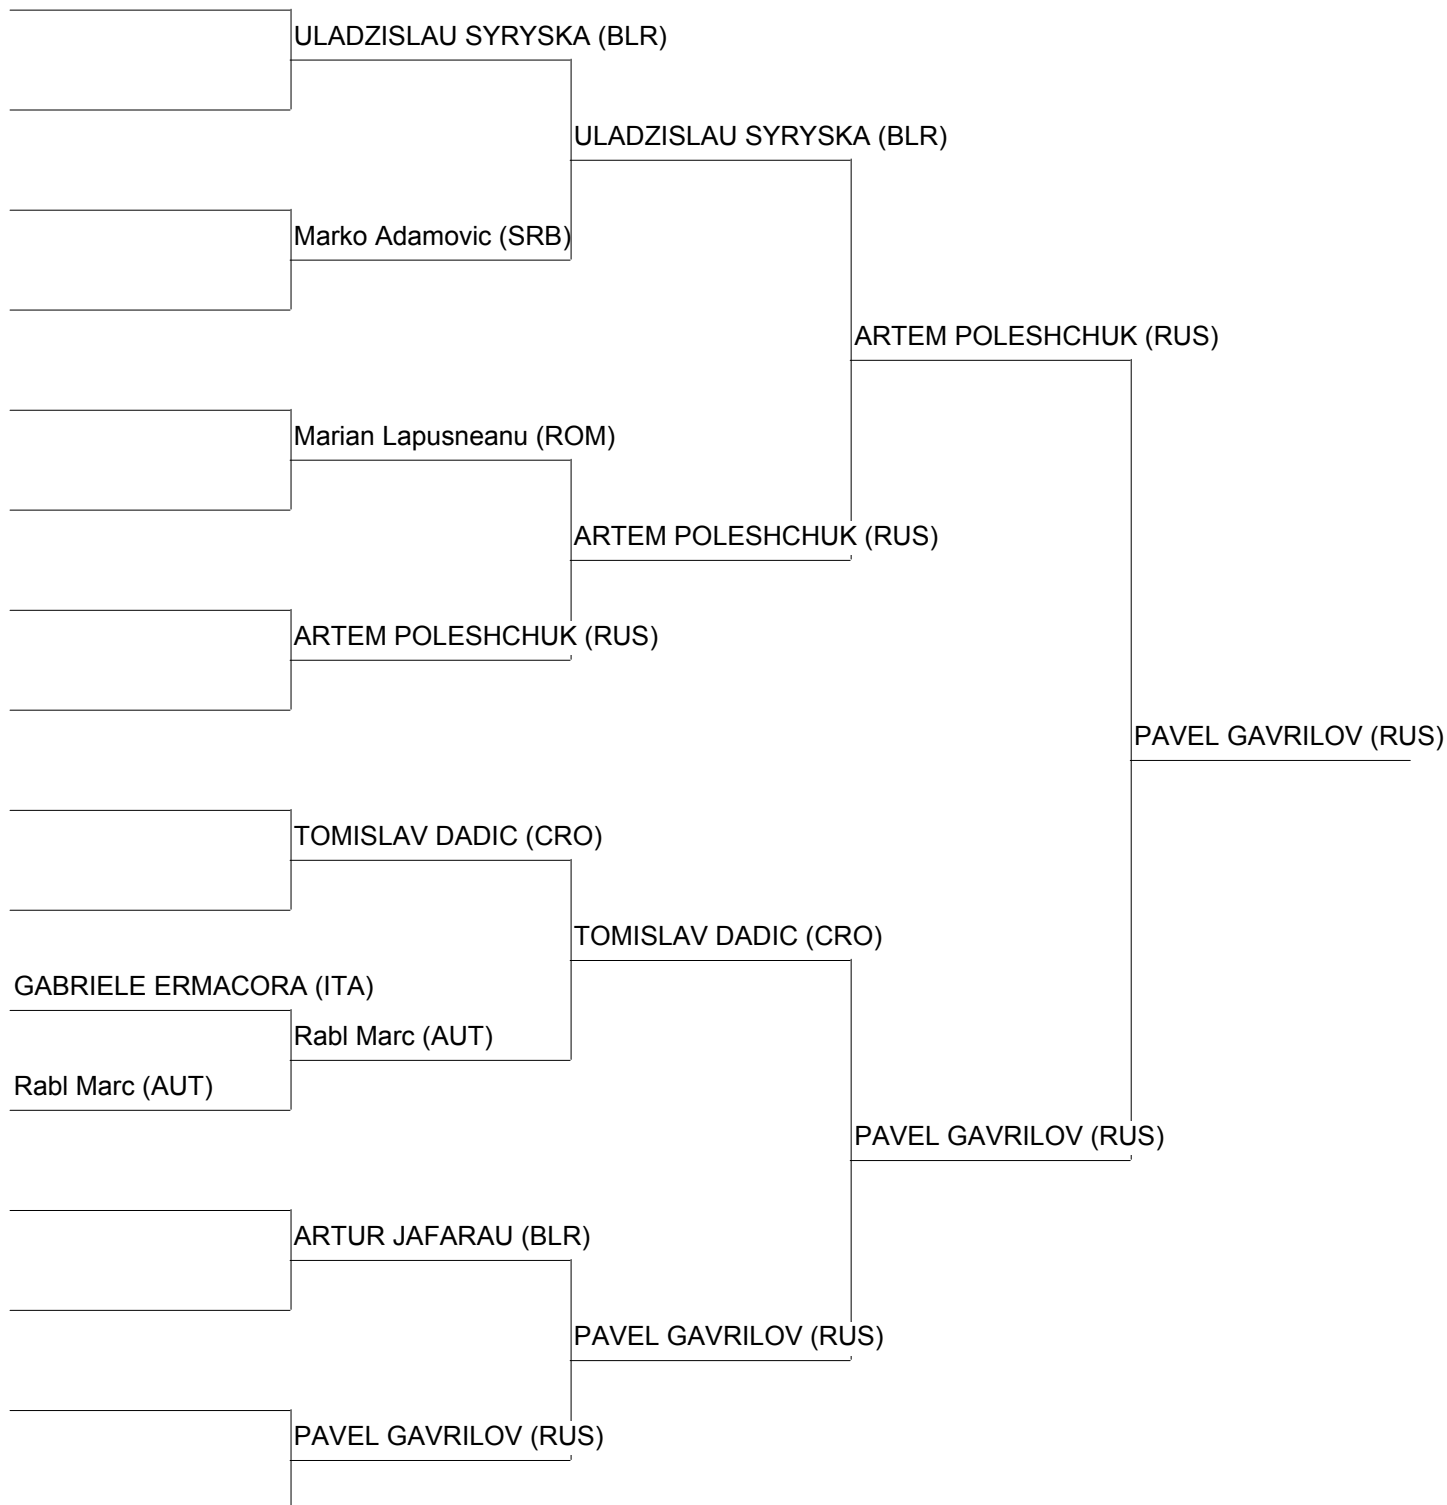 ULADZISLAU SYRYSKA (BLR)
ULADZISLAU SYRYSKA (BLR)
Marko Adamovic (SRB)
ARTEM POLESHCHUK (RUS)
Marian Lapusneanu (ROM)
ARTEM POLESHCHUK (RUS)
ARTEM POLESHCHUK (RUS)
PAVEL GAVRILOV (RUS)
TOMISLAV DADIC (CRO)
TOMISLAV DADIC (CRO)
GABRIELE ERMACORA (ITA)
Rabl Marc (AUT)
Rabl Marc (AUT)
PAVEL GAVRILOV (RUS)
ARTUR JAFARAU (BLR)
PAVEL GAVRILOV (RUS)
PAVEL GAVRILOV (RUS)